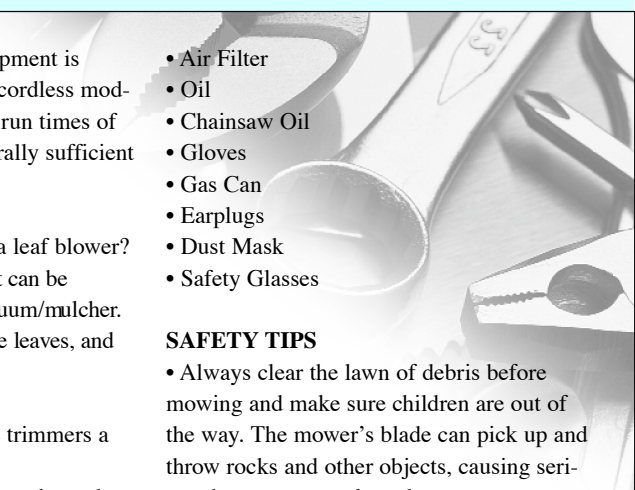 pment is
cordless mod-
run times of
rally sufficient
a leaf blower?
t can be
uum/mulcher.
e leaves, and
trimmers a
• Air Filter
• Oil
• Chainsaw Oil
• Gloves
• Gas Can
• Earplugs
• Dust Mask
• Safety Glasses
SAFETY TIPS
• Always clear the lawn of debris before
mowing and make sure children are out of
the way. The mower’s blade can pick up and
throw rocks and other objects, causing seri-